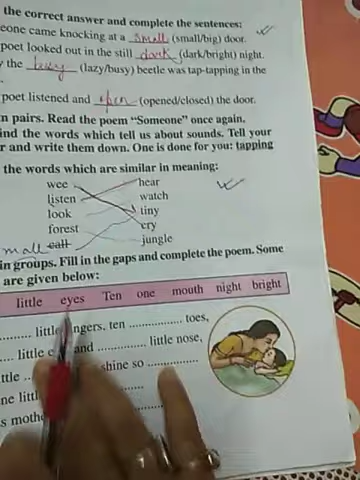 the correct answer and complete the sentences:
eone came knocking at a small (small/big) door.
poet looked out in the still dark (dark/bright) night.
the busy (lazy/busy) beetle was tap-tapping in the
poet listened and open (opened/closed) the door.
n pairs. Read the poem “Someone” once again.
ind the words which tell us about sounds. Tell your
r and write them down. One is done for you: tapping
the words which are similar in meaning:
wee hear
listen watch
look tiny
forest cry
call jungle
in groups. Fill in the gaps and complete the poem. Some
are given below:
little eyes Ten one mouth night bright
.......... little ngers, ten ............... toes,
.... little e and .............. little nose,
ttle ... shine so ..............
ne littl
s mothe